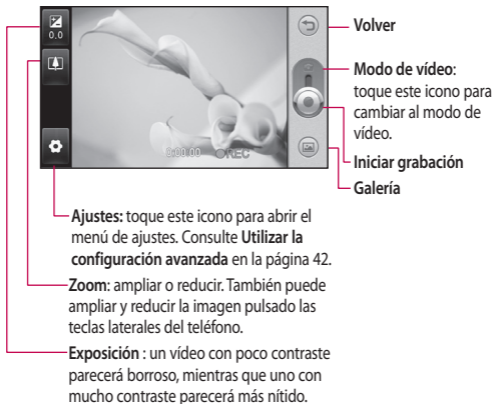 0.0
0:00:00 REC
Volver
Modo de vídeo:
toque este icono para
cambiar al modo de
vídeo.
Iniciar grabación
Galería
Ajustes: toque este icono para abrir el
menú de ajustes. Consulte Utilizar la
configuración avanzada en la página 42.
Zoom: ampliar o reducir. También puede
ampliar y reducir la imagen pulsado las
teclas laterales del teléfono.
Exposición : un vídeo con poco contraste
parecerá borroso, mientras que uno con
mucho contraste parecerá más nítido.